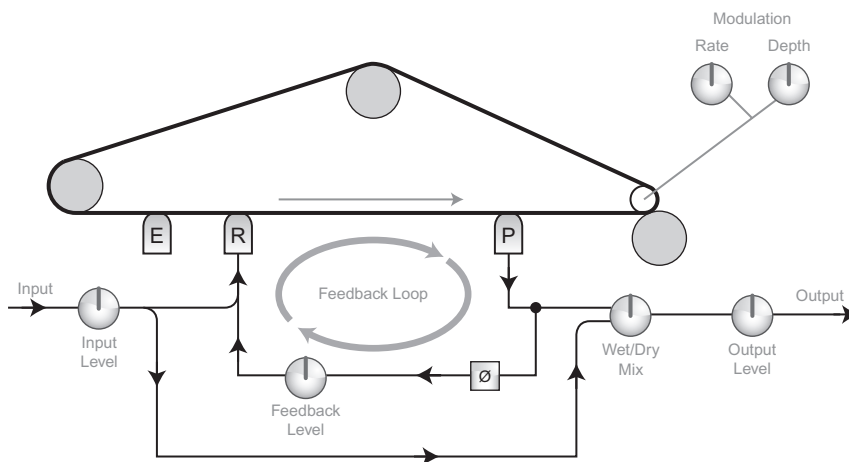 Modulation
Rate
Depth
E
R
P
Input
Feedback Loop
Output
Input
Level
Feedback
Level
Ø
Wet/Dry
Mix
Output
Level